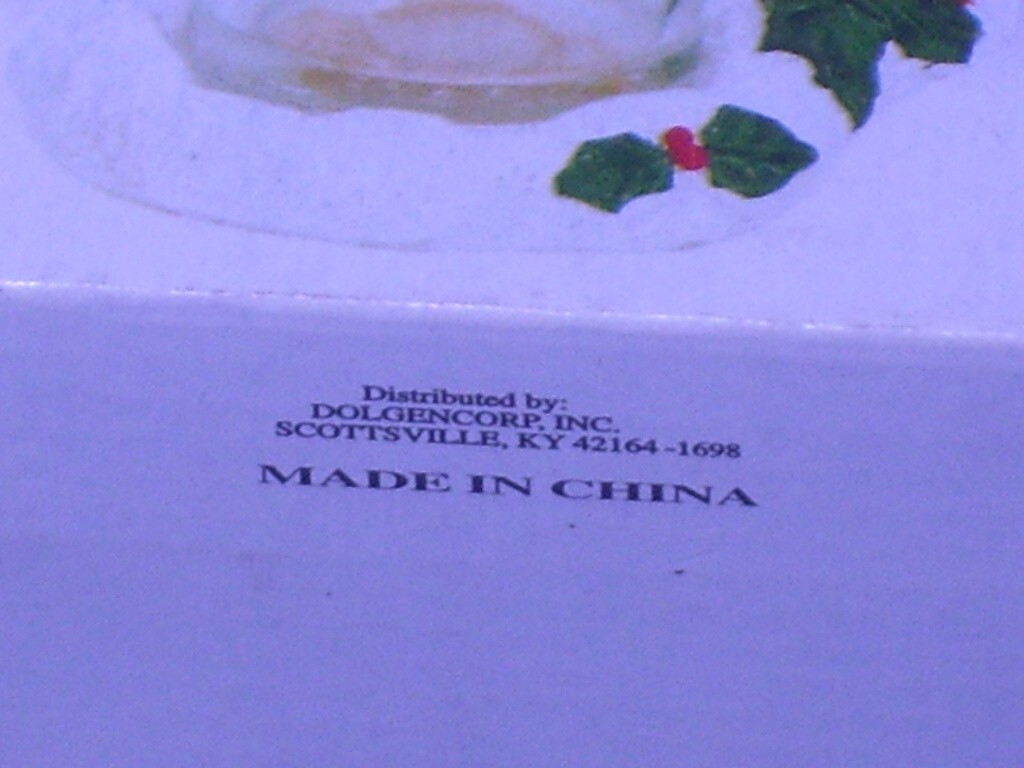 Distributed by:
DOLGENCORP, INC.
SCOTTSVILLE, KY 42164-1698
MADE IN CHINA